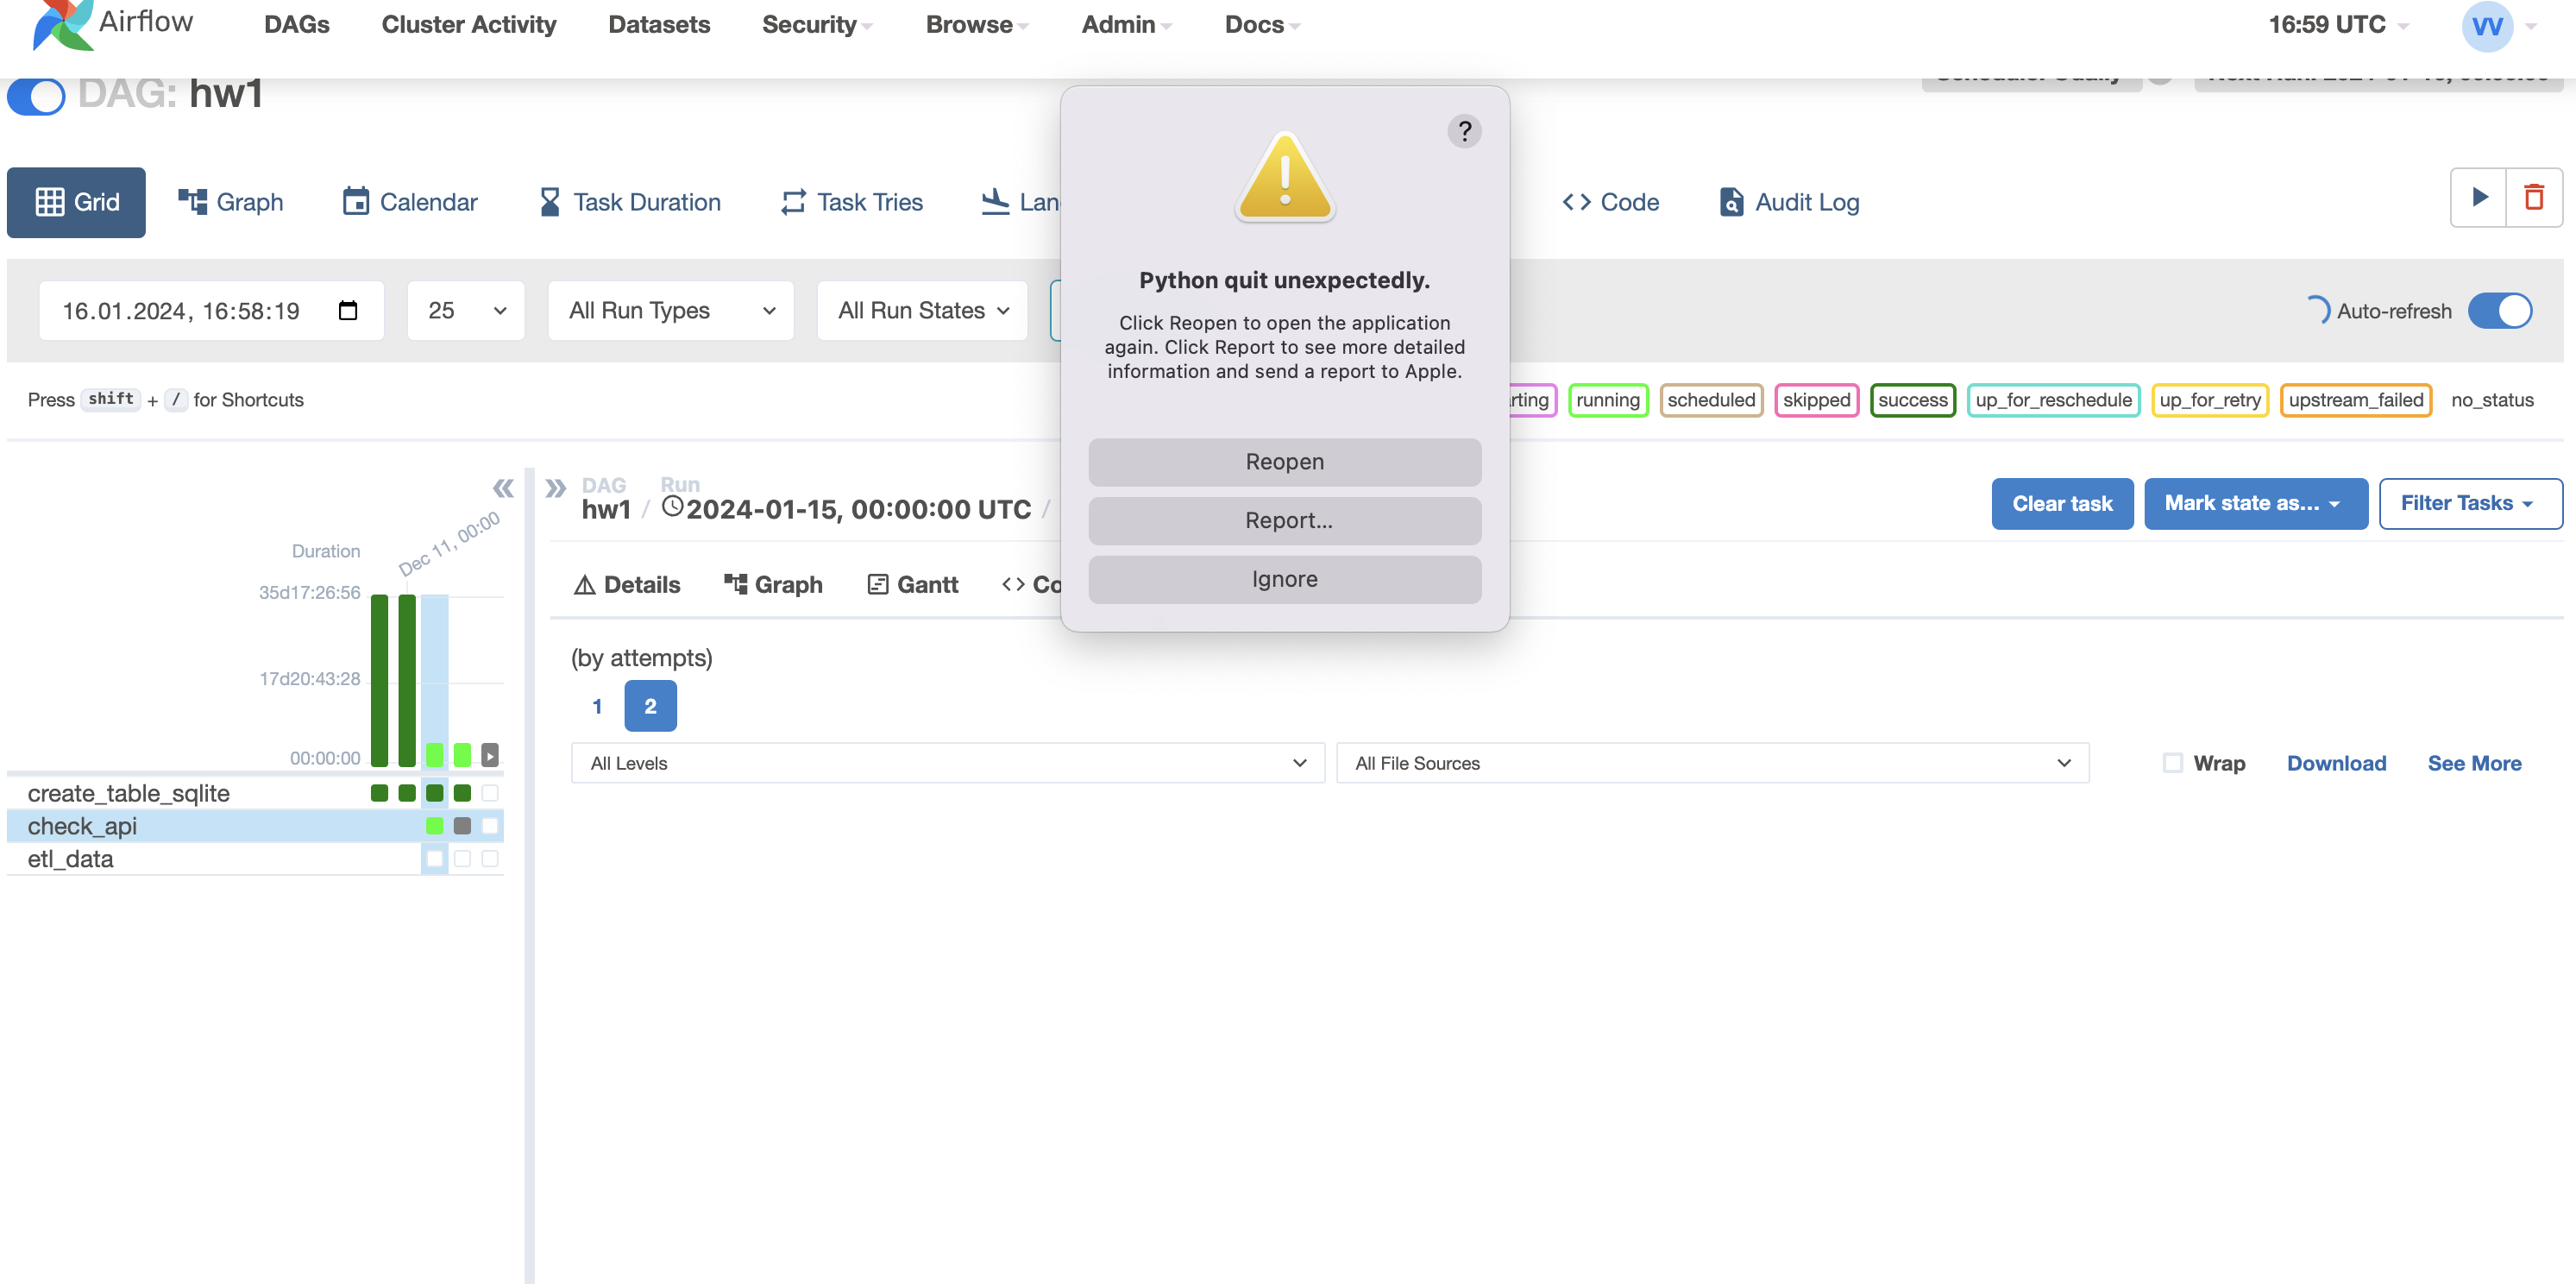 Airflow
DAGs Cluster Activity Datasets Security Browse Admin Docs 16:59 UTC VV
DAG: hw1
Grid Graph Calendar Task Duration Task Tries Code Audit Log
16.01.2024, 16:58:19 25 All Run Types All Run States Auto-refresh
Press shift + / for Shortcuts
running scheduled skipped success up_for_reschedule up_for_retry upstream_failed no_status
?
Python quit unexpectedly.
Click Reopen to open the application
again. Click Report to see more detailed
information and send a report to Apple.
Reopen
Report...
Ignore
Duration
Dec 11, 00:00
35d17:26:56
17d20:43:28
00:00:00
create_table_sqlite
check_api
etl_data
DAG Run
hw1 / 2024-01-15, 00:00:00 UTC /
Clear task Mark state as... Filter Tasks
Details Graph Gantt
(by attempts)
1 2
All Levels All File Sources Wrap Download See More